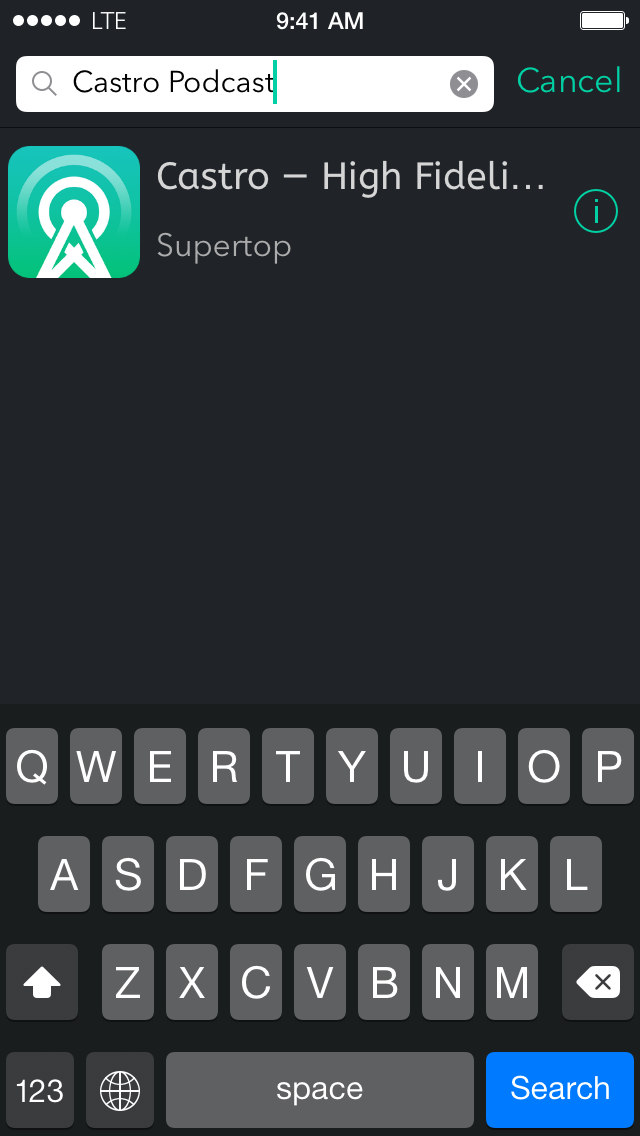 LTE 9:41 AM
Castro Podcast Cancel
Castro — High Fideli...
Supertop
Q W E R T Y U I O P
A S D F G H J K L
Z X C V B N M
123 space Search